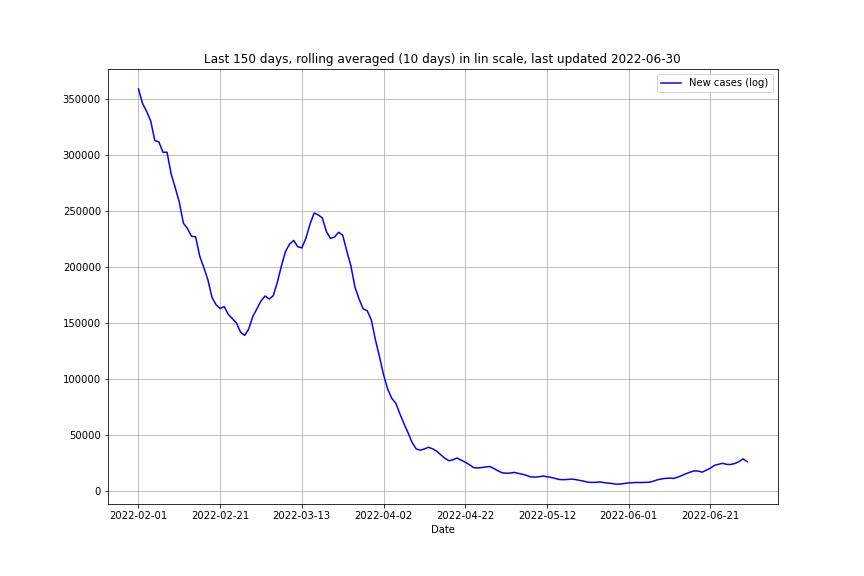 Last 150 days, rolling averaged (10 days) in lin scale, last updated 2022-06-30
New cases (log)
350000
300000
250000
200000
150000
100000
50000
0
2022-02-01 2022-02-21 2022-03-13 2022-04-02 2022-04-22 2022-05-12 2022-06-01 2022-06-21
Date